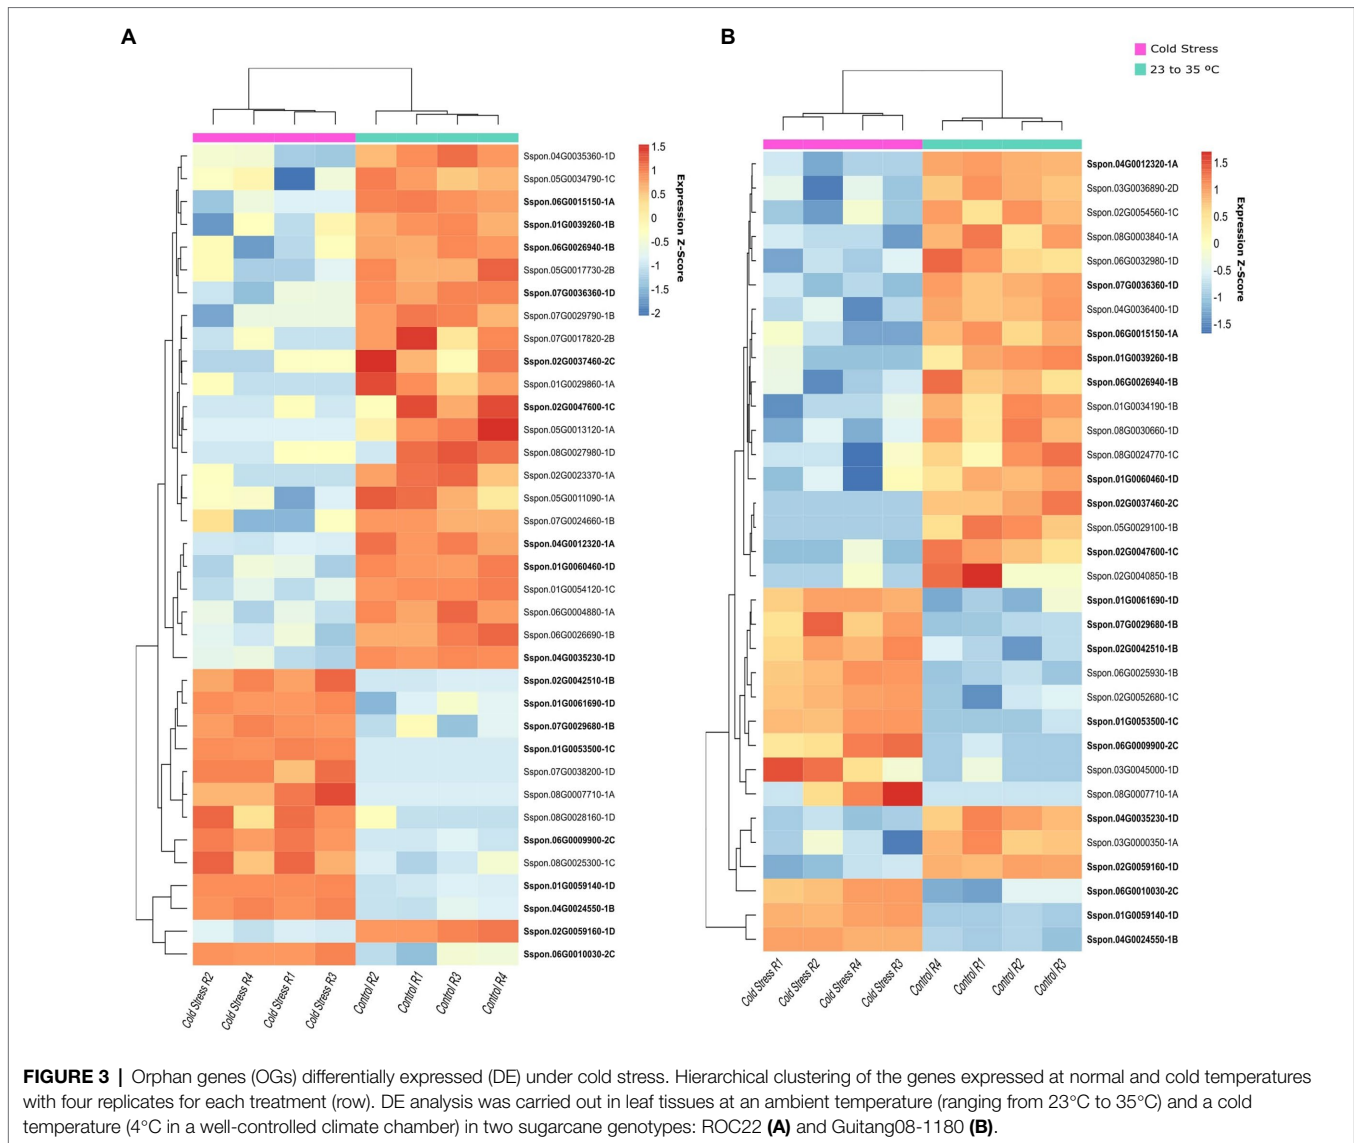 A
B
Cold Stress
23 to 35 ºC
Sspon.04G0035360-1D
Sspon.05G0034790-1C
Sspon.06G0015150-1A
Sspon.01G0039260-1B
Sspon.06G0026940-1B
Sspon.05G0017730-2B
Sspon.07G0036360-1D
Sspon.07G0029790-1B
Sspon.07G0017820-2B
Sspon.02G0037460-2C
Sspon.01G0029860-1A
Sspon.02G0047600-1C
Sspon.05G0013120-1A
Sspon.08G0027980-1D
Sspon.02G0023370-1A
Sspon.05G0011090-1A
Sspon.07G0024660-1B
Sspon.04G0012320-1A
Sspon.01G0060460-1D
Sspon.01G0054120-1C
Sspon.06G0004880-1A
Sspon.06G0026690-1B
Sspon.04G0035230-1D
Sspon.02G0042510-1B
Sspon.01G0061690-1D
Sspon.07G0029680-1B
Sspon.01G0053500-1C
Sspon.07G0038200-1D
Sspon.08G0007710-1A
Sspon.08G0028160-1D
Sspon.06G0009900-2C
Sspon.08G0025300-1C
Sspon.01G0059140-1D
Sspon.04G0024550-1B
Sspon.02G0059160-1D
Sspon.06G0010030-2C
1.5
1
0.5
0
-0.5
-1
-1.5
-2
Expression Z-Score
Cold Stress R2
Cold Stress R4
Cold Stress R1
Cold Stress R3
Control R2
Control R1
Control R3
Control R4
Sspon.04G0012320-1A
Sspon.03G0036890-2D
Sspon.02G0054560-1C
Sspon.08G0003840-1A
Sspon.06G0032980-1D
Sspon.07G0036360-1D
Sspon.04G0036400-1D
Sspon.06G0015150-1A
Sspon.01G0039260-1B
Sspon.06G0026940-1B
Sspon.01G0034190-1B
Sspon.08G0030660-1D
Sspon.08G0024770-1C
Sspon.01G0060460-1D
Sspon.02G0037460-2C
Sspon.05G0029100-1B
Sspon.02G0047600-1C
Sspon.02G0040850-1B
Sspon.01G0061690-1D
Sspon.07G0029680-1B
Sspon.02G0042510-1B
Sspon.06G0025930-1B
Sspon.02G0052680-1C
Sspon.01G0053500-1C
Sspon.06G0009900-2C
Sspon.03G0045000-1D
Sspon.08G0007710-1A
Sspon.04G0035230-1D
Sspon.03G0000350-1A
Sspon.02G0059160-1D
Sspon.06G0010030-2C
Sspon.01G0059140-1D
Sspon.04G0024550-1B
1.5
1
0.5
0
-0.5
-1
-1.5
Expression Z-Score
Cold Stress R1
Cold Stress R2
Cold Stress R4
Cold Stress R3
Control R4
Control R1
Control R2
Control R3
FIGURE 3 | Orphan genes (OGs) differentially expressed (DE) under cold stress. Hierarchical clustering of the genes expressed at normal and cold temperatures
with four replicates for each treatment (row). DE analysis was carried out in leaf tissues at an ambient temperature (ranging from 23°C to 35°C) and a cold
temperature (4°C in a well-controlled climate chamber) in two sugarcane genotypes: ROC22 (A) and Guitang08-1180 (B).